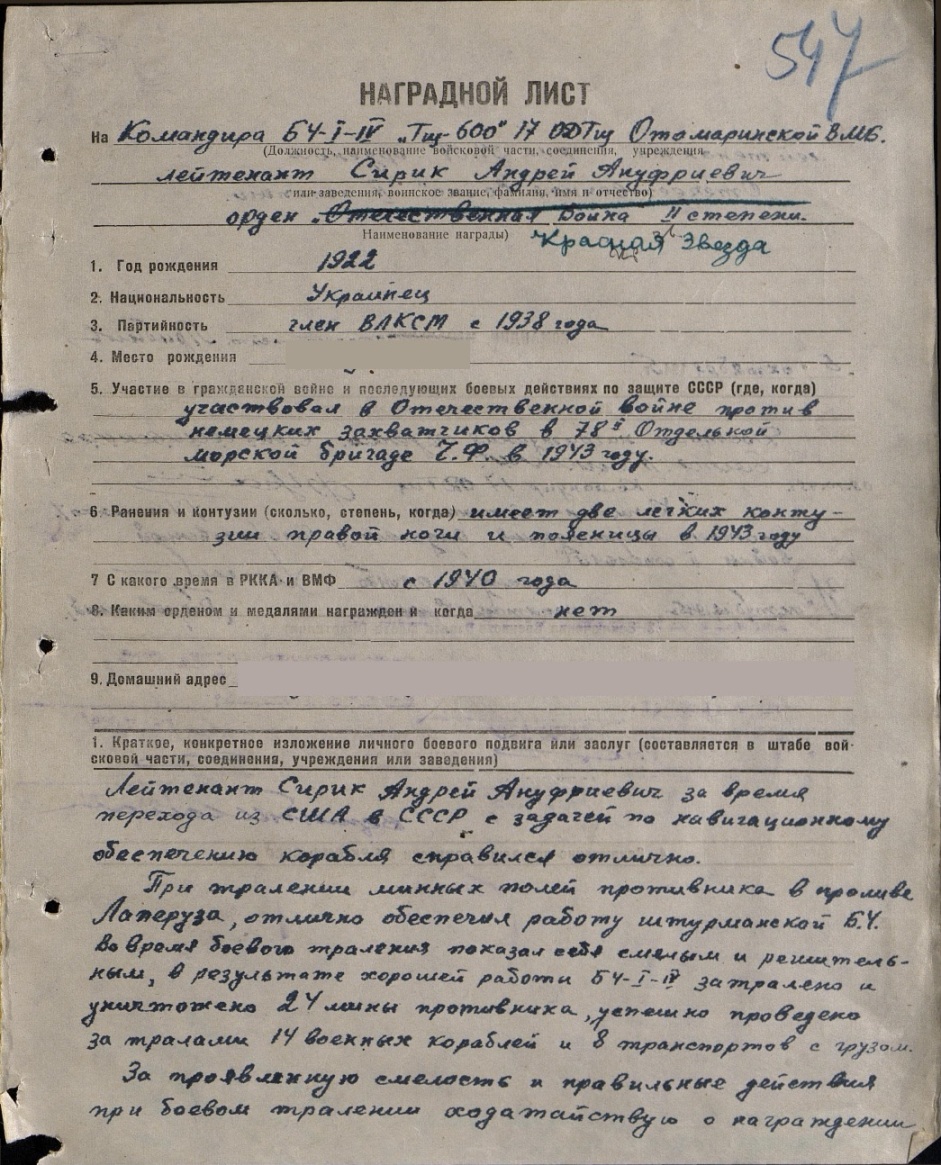 547
НАГРАДНОЙ ЛИСТ
На Командира БЧ-I-IV „Тщ-600" 17 ОДТщ Отомаринской ВМБ.
(Должность, наименование войсковой части, соединения, учреждения
лейтенант Сирик Андрей Ануфриевич
или заведения, воинское звание, фамилию, имя и отчество)
орден „Отечественная Война II степени.
Наименование награды) Красная Звезда
1. Год рождения 1922
2. Национальность Украинец
3. Партийность член ВЛКСМ с 1938 года
4. Место рождения
5. Участие в гражданской войне и последующих боевых действиях по защите СССР (где, когда)
участвовал в Отечественной войне против
немецких захватчиков в 78й Отдельной
морской бригаде Ч.Ф. в 1943 году.
6 Ранения и контузии (сколько, степень, когда) имеет две легких конту-
зии правой ноги и поясницы в 1943 году
7 С какого время в РККА и ВМФ с 1940 года
8. Каким орденом и медалями награжден и когда нет
9. Домашний адрес
1. Краткое, конкретное изложение личного боевого подвига или заслуг (составляется в штабе вой-
сковой части, соединения, учреждения или заведения)
Лейтенант Сирик Андрей Ануфриевич за время
перехода из США в СССР с задачей по навигационному
обеспечению корабля справился отлично.
При тралении минных полей противника в проливе
Лаперуза, отлично обеспечил работу штурманской Б.Ч.
Во время боевого траления показал себя смелым и решитель-
ным, в результате хорошей работы БЧ-I-IV затралено и
уничтожено 24 мины противника, успешно проведено
за тралами 14 военных кораблей и 8 транспортов с грузом.
За проявленную смелость и правильные действия
при боевом тралении ходатайствую о награждении